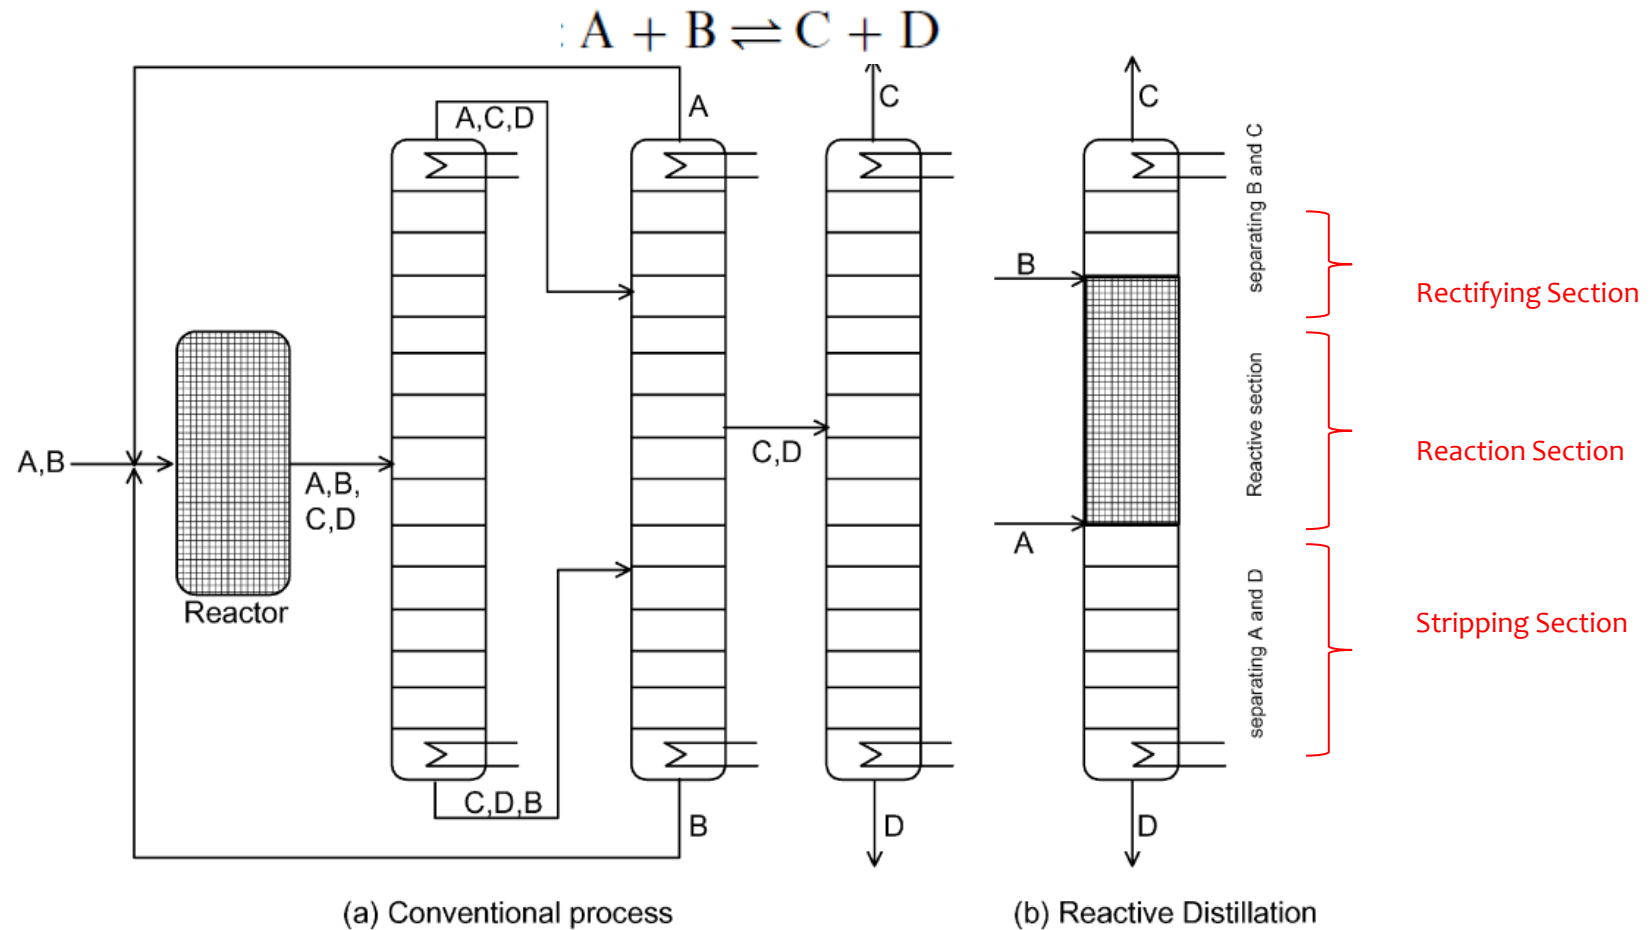 : A + B ⇌ C + D
A
A,C,D
C
C
A,B
A,B,
C,D
Reactor
C,D
C,D,B
B
D
B
A
D
separating B and C
Reactive section
separating A and D
Rectifying Section
Reaction Section
Stripping Section
(a) Conventional process
(b) Reactive Distillation